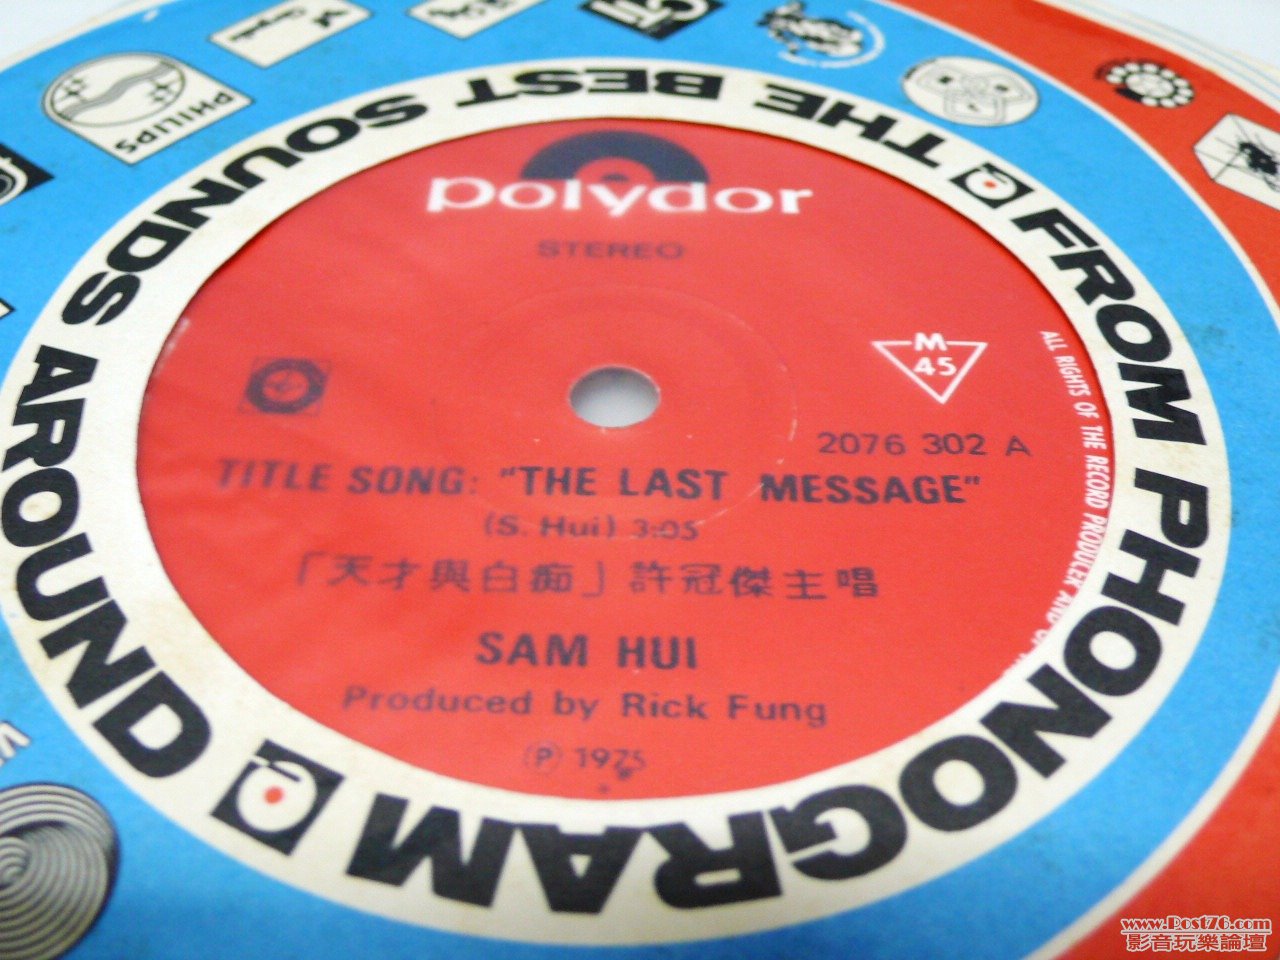 FROM PHONOGRAM
THE BEST SOUNDS AROUND
PHILIPS
polydor
STEREO
M
45
2076 302 A
TITLE SONG: "THE LAST MESSAGE"
(S. Hui) 3:05
「天才與白痴」許冠傑主唱
SAM HUI
Produced by Rick Fung
Ⓟ 1975
ALL RIGHTS OF THE RECORD PRODUCER AND OF
www.Post76.com
影音玩樂論壇